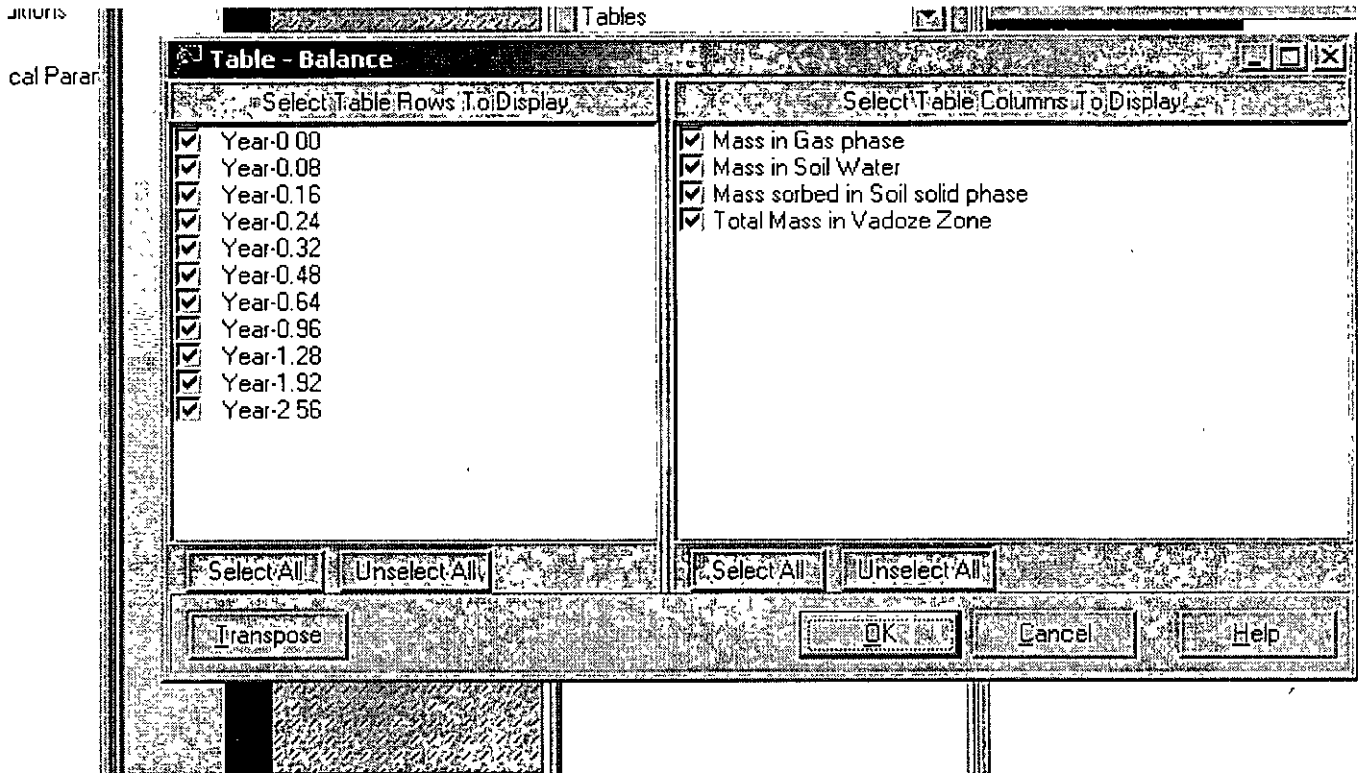 Tables
cal Parar
Table - Balance
Select Table Rows To Display
Select Table Columns To Display
Year-0 00
Year-0.08
Year-0.16
Year-0.24
Year-0.32
Year-0.48
Year-0.64
Year-0.96
Year-1.28
Year-1.92
Year-2 56
Mass in Gas phase
Mass in Soil Water
Mass sorbed in Soil solid phase
Total Mass in Vadoze Zone
Select All
Unselect All
Select All
Unselect All
Transpose
OK
Cancel
Help